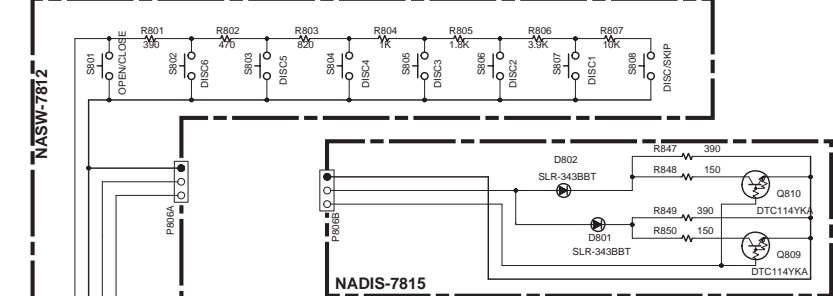 R801 R802 R803 R804 R805 R806 R807
390 470 820 1K 1.8K 3.9K 10K
S801 OPEN/CLOSE
S802 DISC6
S803 DISC5
S804 DISC4
S805 DISC3
S806 DISC2
S807 DISC1
S808 DISC/SKIP
NASW-7812
P806A
P806B
R847 390
D802
R848 150
SLR-343BBT
Q810
DTC114YKA
R849 390
R850 150
D801
SLR-343BBT
Q809
DTC114YKA
NADIS-7815